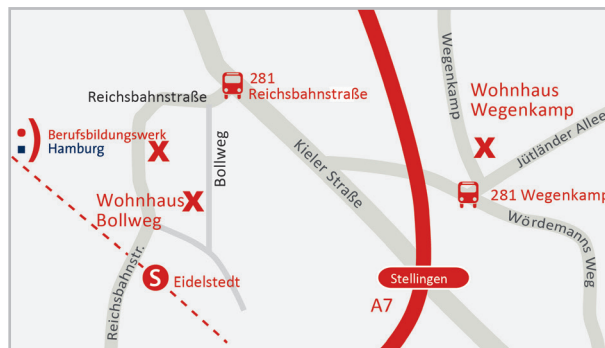 281
Reichsbahnstraße
Reichsbahnstraße
Wegenkamp
Wohnhaus
Wegenkamp
Berufsbildungswerk
Hamburg
Bollweg
Kieler Straße
Jütländer Allee
Wohnhaus
Bollweg
281 Wegenkamp
Wördemanns Weg
Reichsbahnstr.
S
Eidelstedt
Stellingen
A7